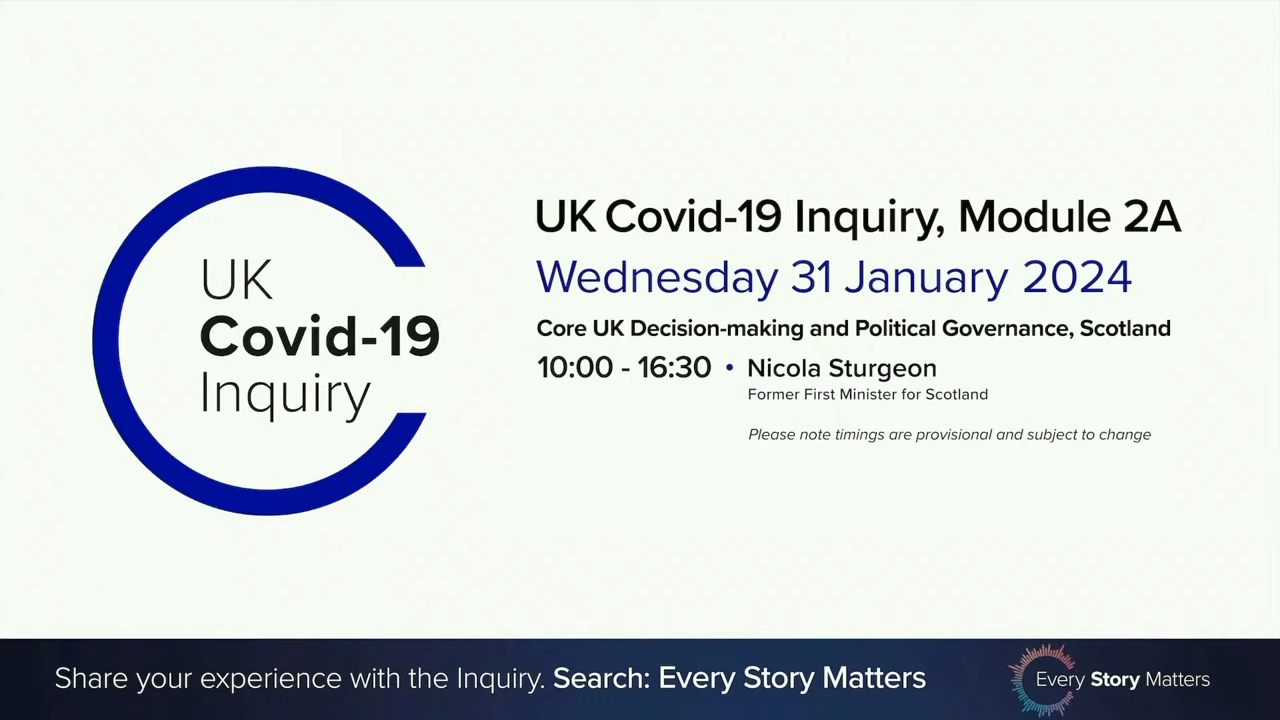 UK
Covid-19
Inquiry
UK Covid-19 Inquiry, Module 2A
Wednesday 31 January 2024
Core UK Decision-making and Political Governance, Scotland
10:00 - 16:30 • Nicola Sturgeon
Former First Minister for Scotland
Please note timings are provisional and subject to change
Share your experience with the Inquiry. Search: Every Story Matters
Every Story Matters